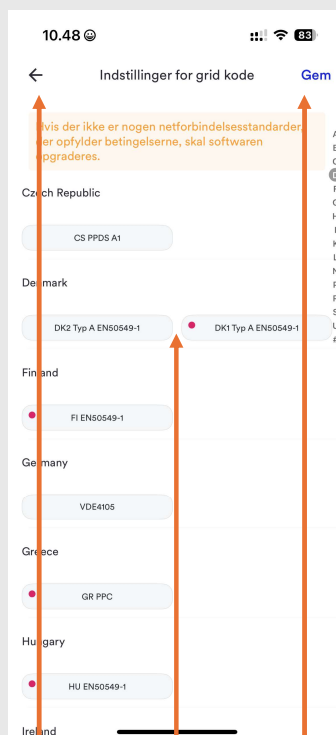 10.48
83
Indstillinger for grid kode
Gem
Hvis der ikke er nogen netforbindelsesstandarder,
der opfylder betingelserne, skal softwaren
opgraderes.
Czech Republic
CS PPDS A1
Denmark
DK2 Typ A EN50549-1
DK1 Typ A EN50549-1
Finland
FI EN50549-1
Germany
VDE4105
Greece
GR PPC
Hungary
HU EN50549-1
Ireland